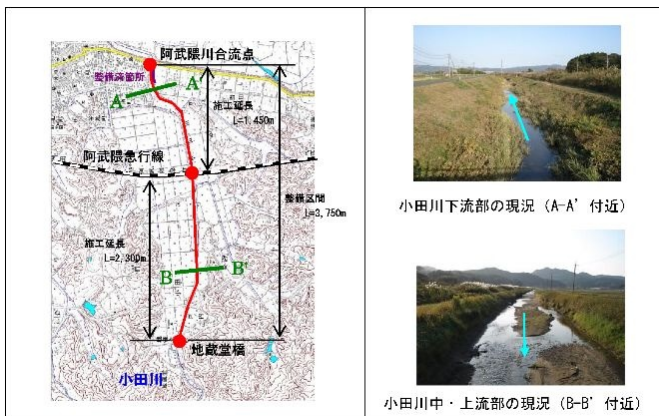 阿武隈川合流点
整備済箇所
A
A'
施工延長
L=1,450m
阿武隈急行線
整備区間
L=3,750m
施工延長
L=2,300m
B
B'
地蔵堂橋
小田川
小田川下流部の現況（A-A’付近）
小田川中・上流部の現況（B-B’付近）